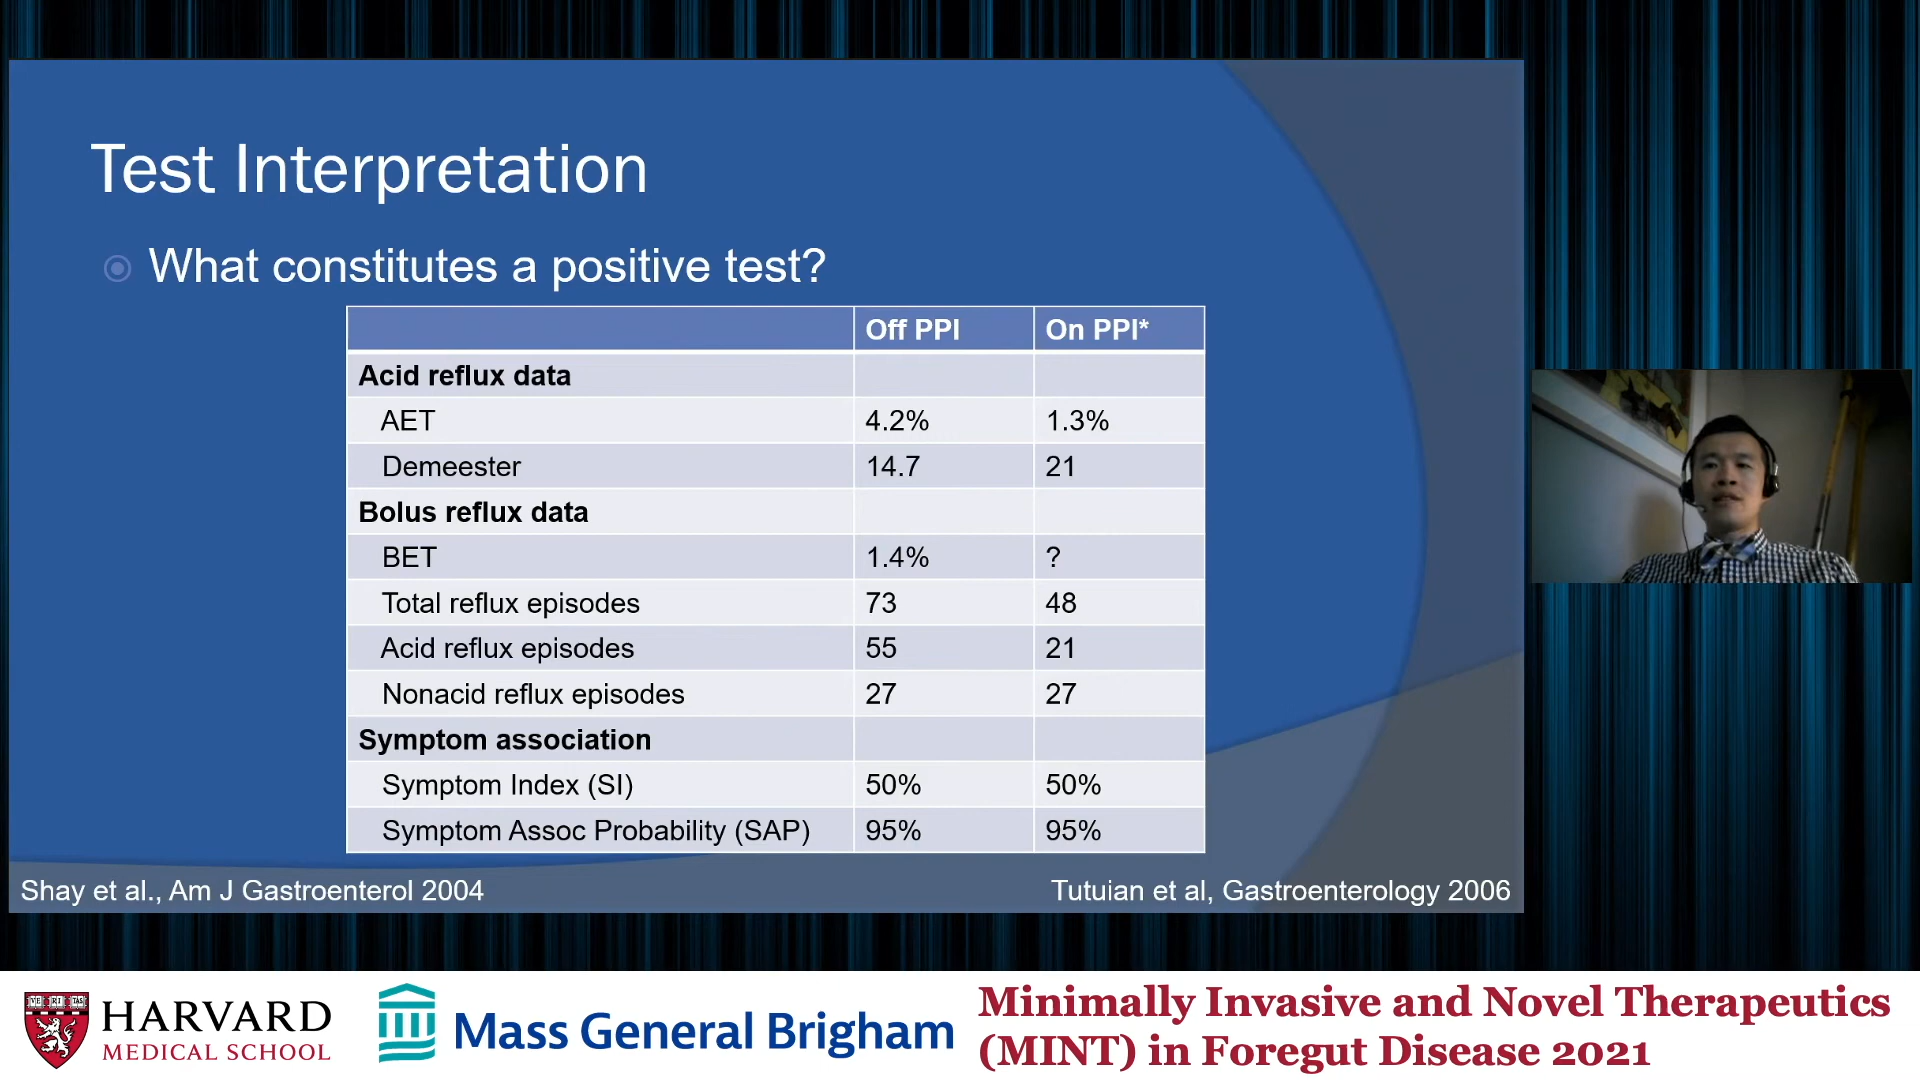 Test Interpretation
What constitutes a positive test?
Off PPI On PPI*
Acid reflux data
AET 4.2% 1.3%
Demeester 14.7 21
Bolus reflux data
BET 1.4% ?
Total reflux episodes 73 48
Acid reflux episodes 55 21
Nonacid reflux episodes 27 27
Symptom association
Symptom Index (SI) 50% 50%
Symptom Assoc Probability (SAP) 95% 95%
Shay et al., Am J Gastroenterol 2004
Tutuian et al, Gastroenterology 2006
VE RI TAS
HARVARD
MEDICAL SCHOOL
Mass General Brigham
Minimally Invasive and Novel Therapeutics
(MINT) in Foregut Disease 2021